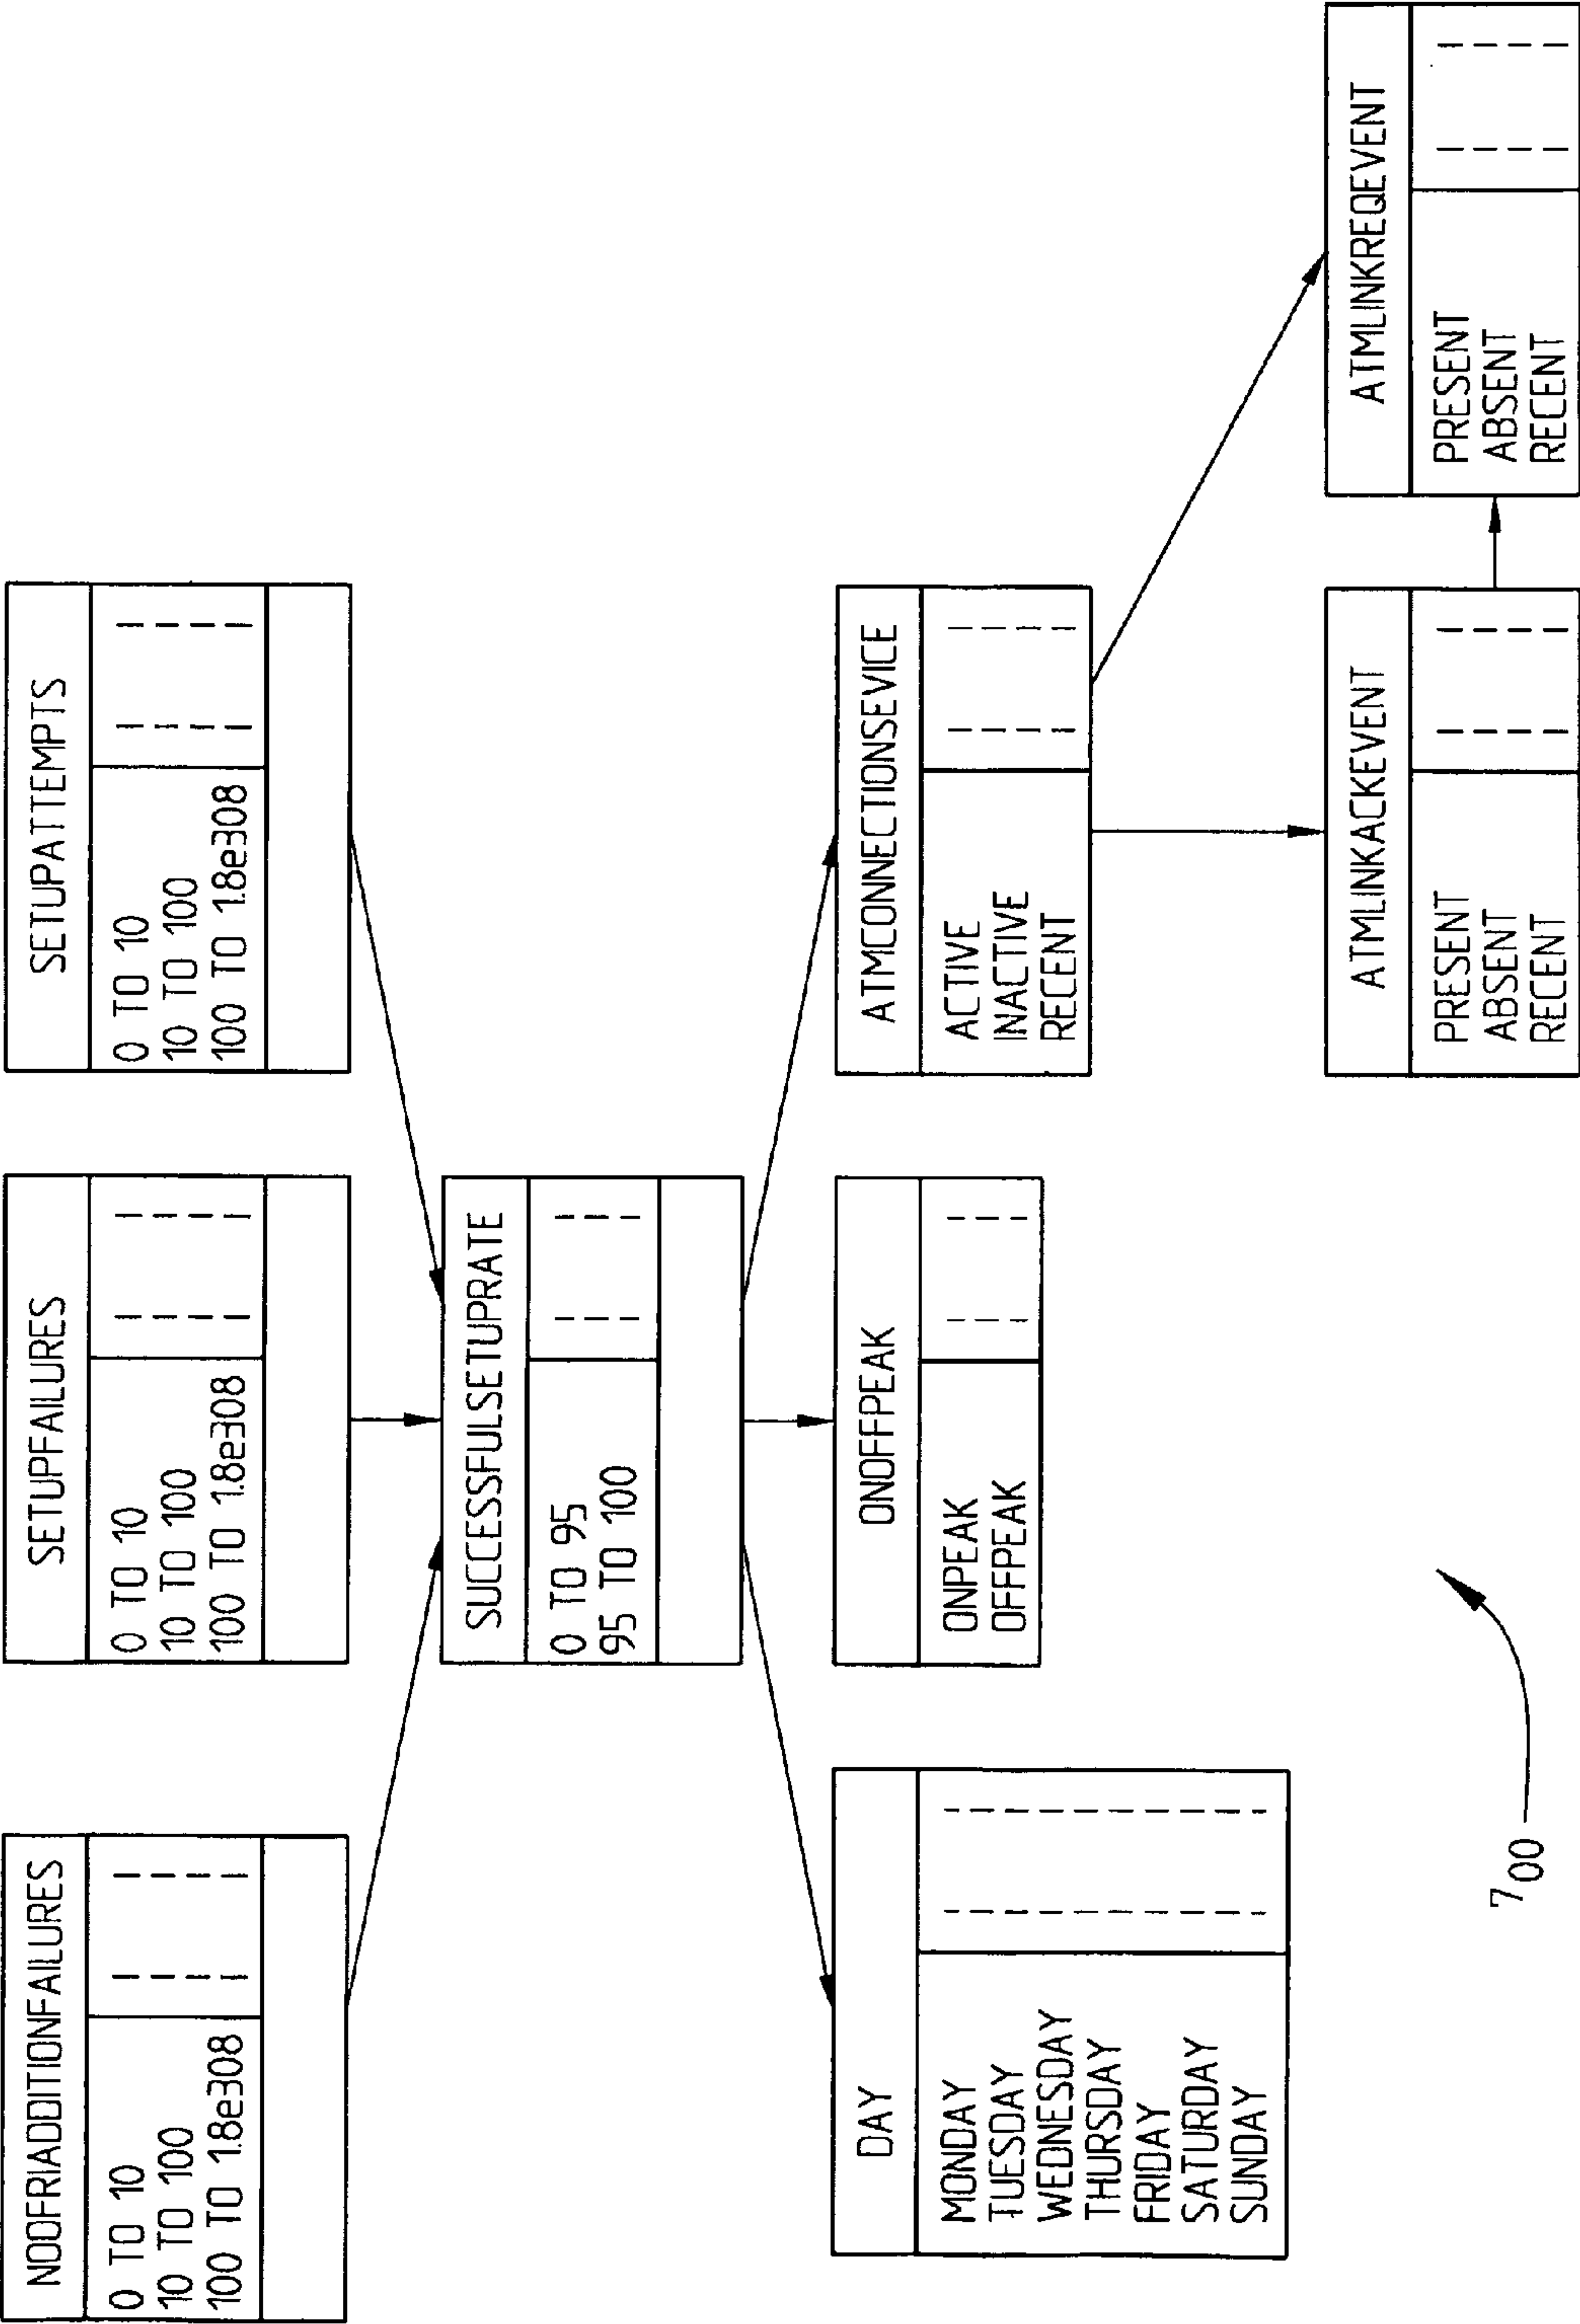 NOOFRIADDITIONFAILURES
0 TO 10
10 TO 100
100 TO 1.8e308
SETUPFAILURES
0 TO 10
10 TO 100
100 TO 1.8e308
SETUPATTEMPTS
0 TO 10
10 TO 100
100 TO 1.8e308
SUCCESSFULSETUPRATE
0 TO 95
95 TO 100
DAY
MONDAY
TUESDAY
WEDNESDAY
THURSDAY
FRIDAY
SATURDAY
SUNDAY
ONOFFPEAK
ONPEAK
OFFPEAK
ATMCONNECTIONSEVICE
ACTIVE
INACTIVE
RECENT
ATMLINKACKEVENT
PRESENT
ABSENT
RECENT
ATMLINKREQEVENT
PRESENT
ABSENT
RECENT
700